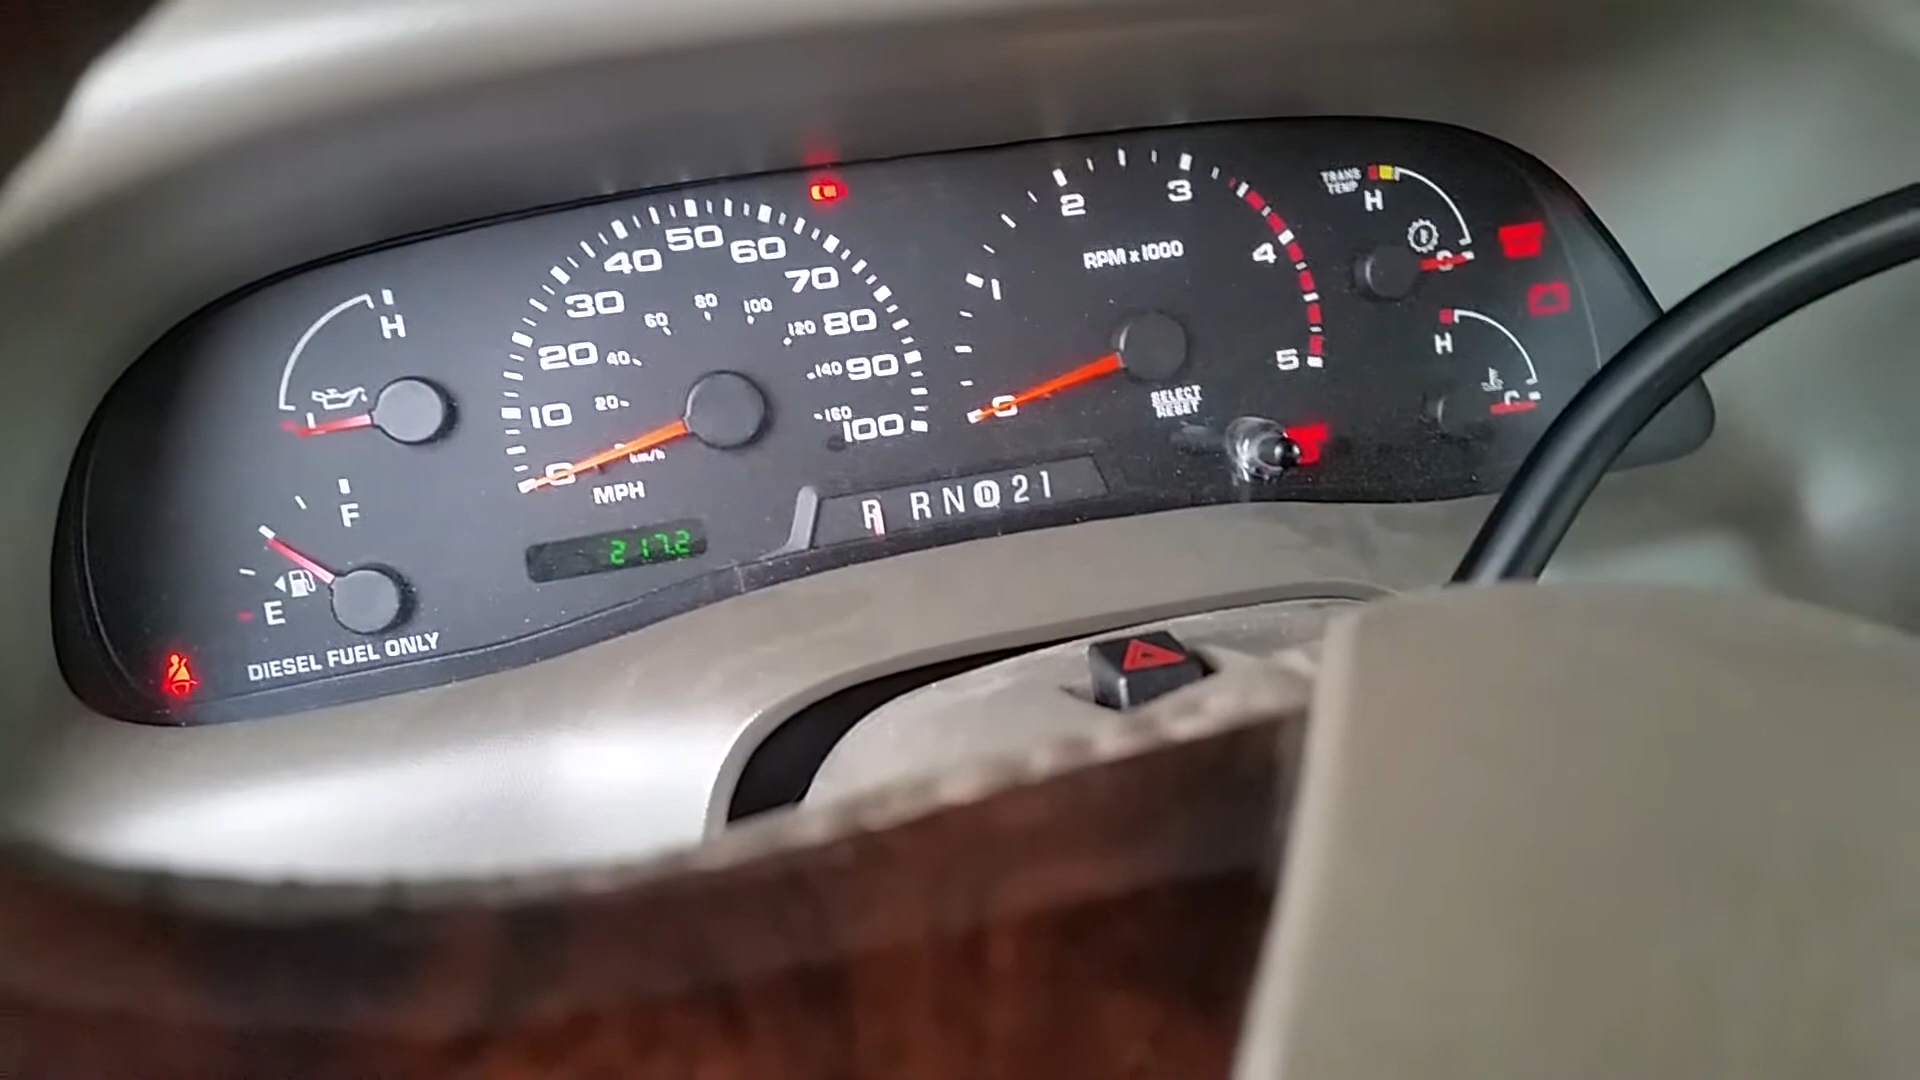 H
L
F
E
DIESEL FUEL ONLY
0 10 20 30 40 50 60 70 80 90 100
20 40 60 80 100 120 140 160
km/h
MPH
217.2
P R N D 2 1
0 1 2 3 4 5
RPM x 1000
SELECT
RESET
TRANS
TEMP
H
C
H
C